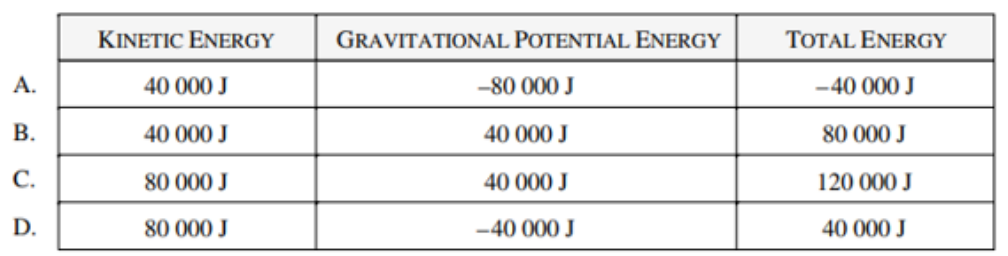 KINETIC ENERGY GRAVITATIONAL POTENTIAL ENERGY TOTAL ENERGY
A. 40 000 J –80 000 J –40 000 J
B. 40 000 J 40 000 J 80 000 J
C. 80 000 J 40 000 J 120 000 J
D. 80 000 J –40 000 J 40 000 J